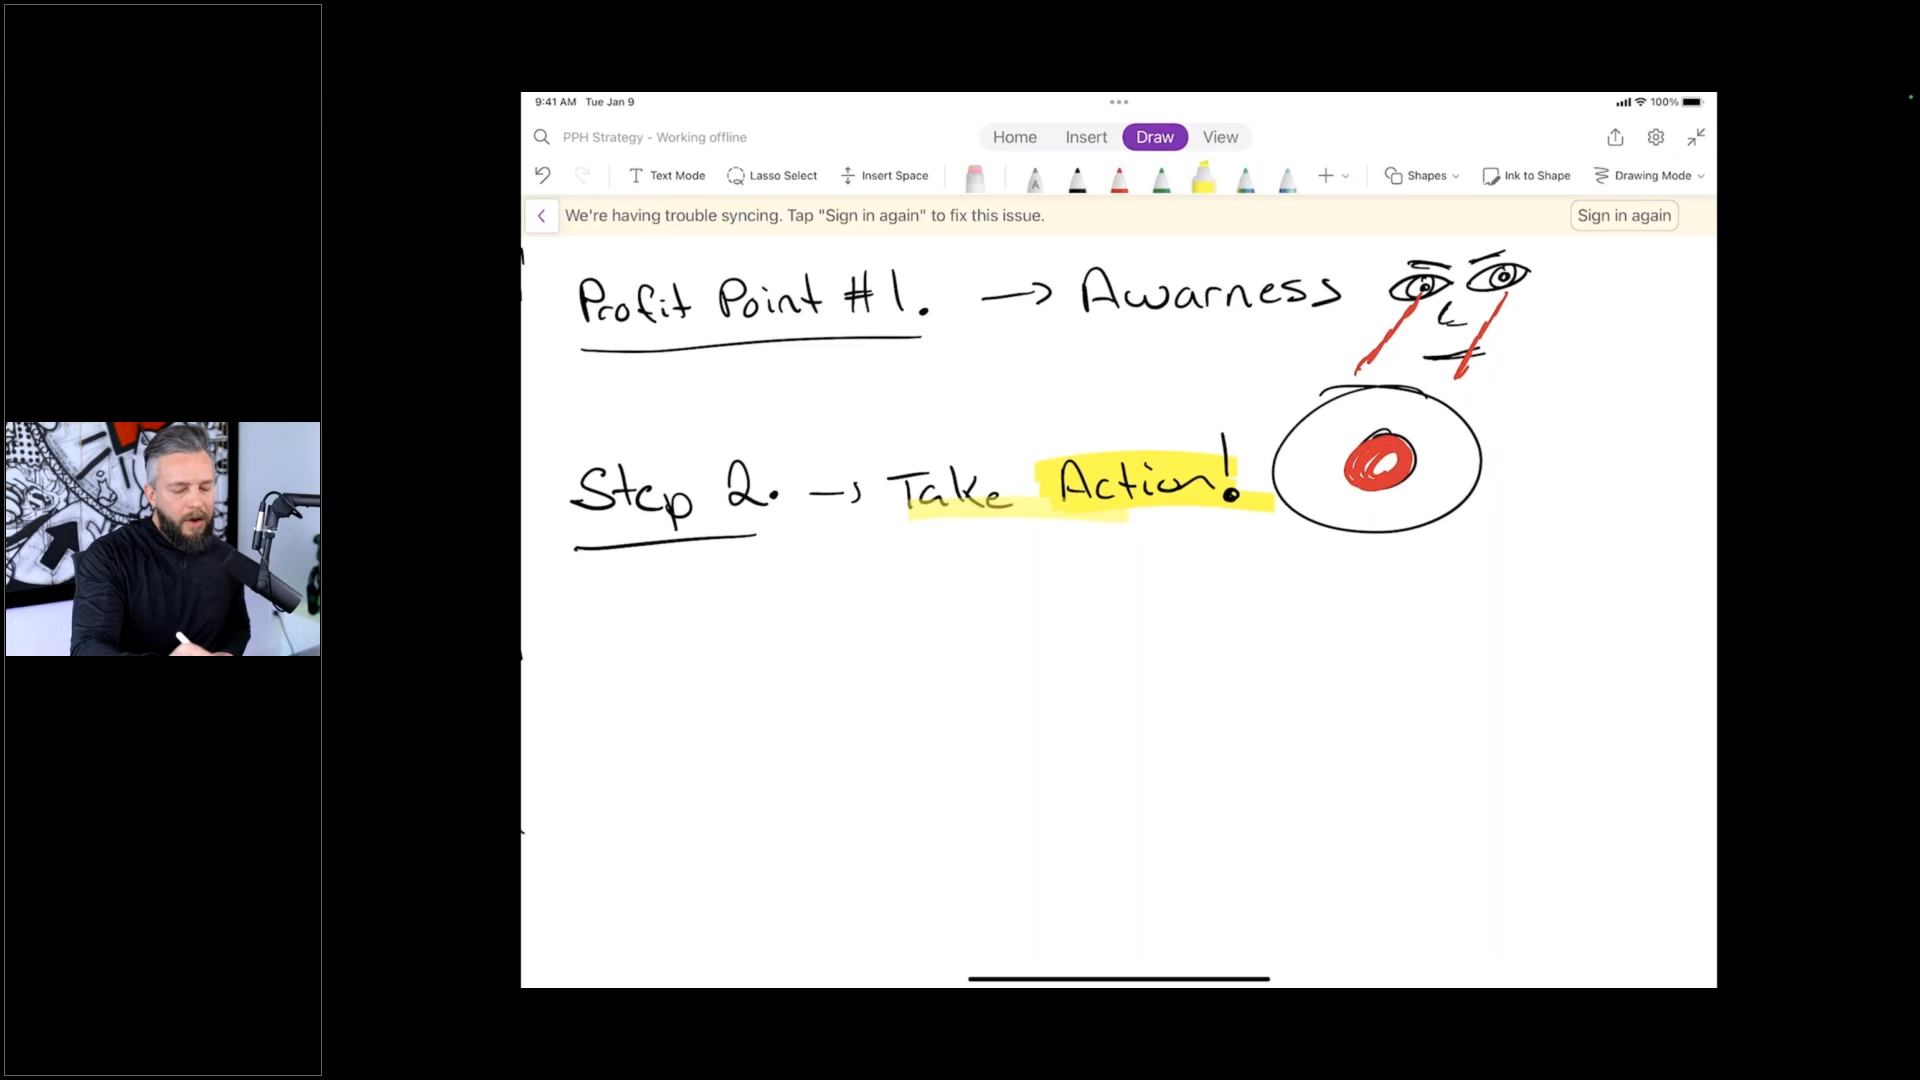 9:41 AM Tue Jan 9
100%
PPH Strategy - Working offline
Home Insert Draw View
Text Mode Lasso Select Insert Space A Shapes Ink to Shape Drawing Mode
We're having trouble syncing. Tap "Sign in again" to fix this issue. Sign in again
Profit Point #1. → Awarness
Step 2. → Take Action!